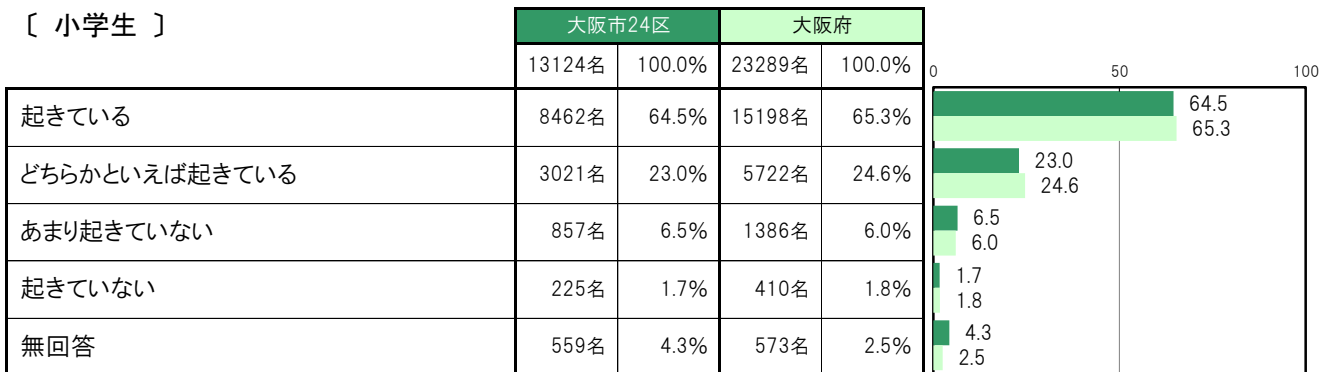 〔 小学生 〕
大阪市24区 大阪府
13124名 100.0% 23289名 100.0%
0 50 100
起きている 8462名 64.5% 15198名 65.3%
64.5
65.3
どちらかといえば起きている 3021名 23.0% 5722名 24.6%
23.0
24.6
あまり起きていない 857名 6.5% 1386名 6.0%
6.5
6.0
起きていない 225名 1.7% 410名 1.8%
1.7
1.8
無回答 559名 4.3% 573名 2.5%
4.3
2.5